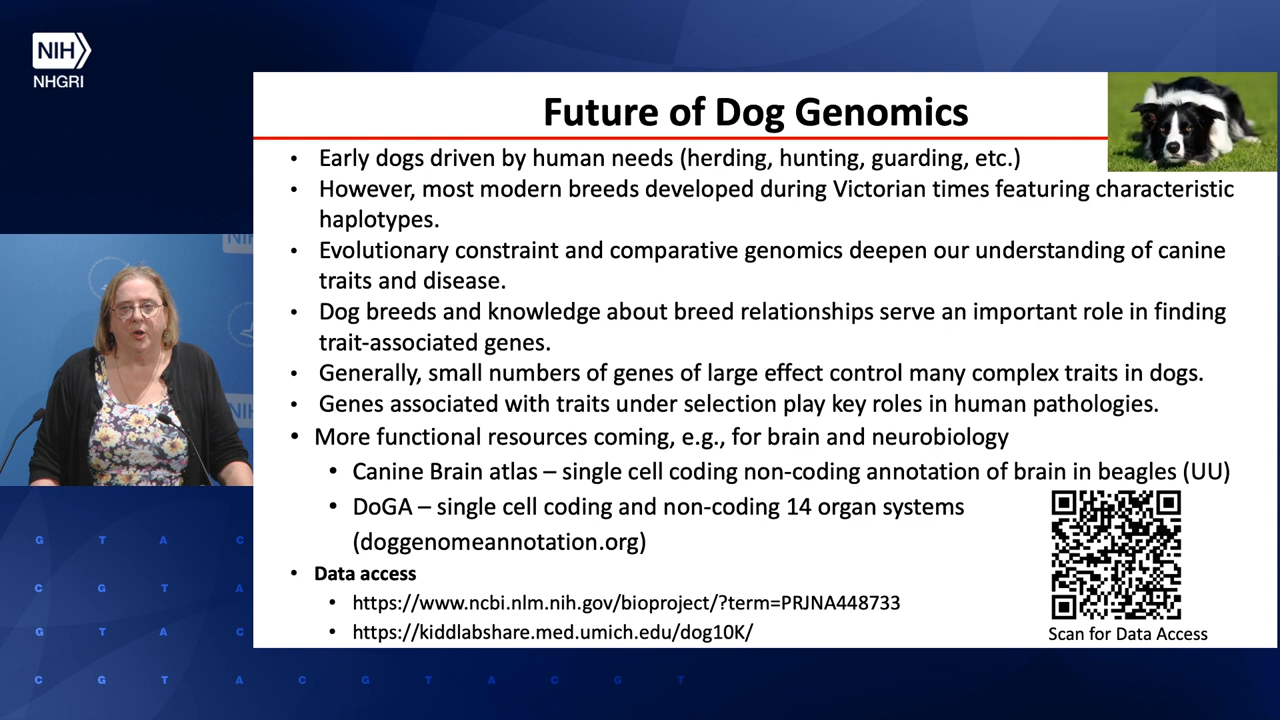 NIH
NHGRI
Future of Dog Genomics
• Early dogs driven by human needs (herding, hunting, guarding, etc.)
• However, most modern breeds developed during Victorian times featuring characteristic
haplotypes.
• Evolutionary constraint and comparative genomics deepen our understanding of canine
traits and disease.
• Dog breeds and knowledge about breed relationships serve an important role in finding
trait-associated genes.
• Generally, small numbers of genes of large effect control many complex traits in dogs.
• Genes associated with traits under selection play key roles in human pathologies.
• More functional resources coming, e.g., for brain and neurobiology
• Canine Brain atlas – single cell coding non-coding annotation of brain in beagles (UU)
• DoGA – single cell coding and non-coding 14 organ systems
(doggenomeannotation.org)
• Data access
• https://www.ncbi.nlm.nih.gov/bioproject/?term=PRJNA448733
• https://kiddlabshare.med.umich.edu/dog10K/
Scan for Data Access
NIH
NIH
G T A C
C G T A
G T A C
C G T A C G T A C G T